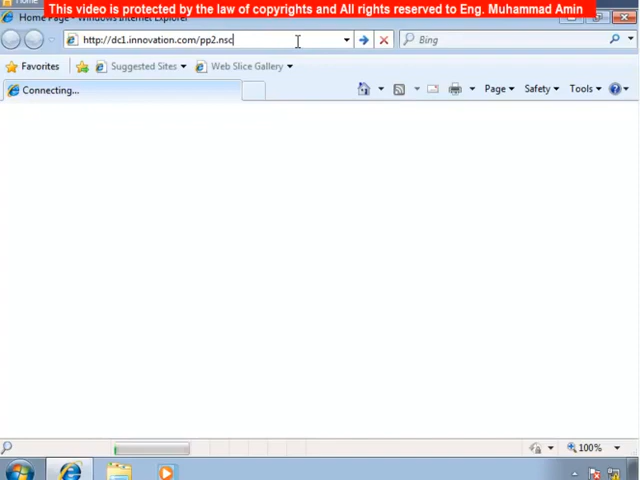 Home
This video is protected by the law of copyrights and All rights reserved to Eng. Muhammad Amin
Home Page - Windows Internet Explorer
http://dc1.innovation.com/pp2.nsc
Bing
Favorites
Suggested Sites
Web Slice Gallery
Connecting...
Page
Safety
Tools
100%